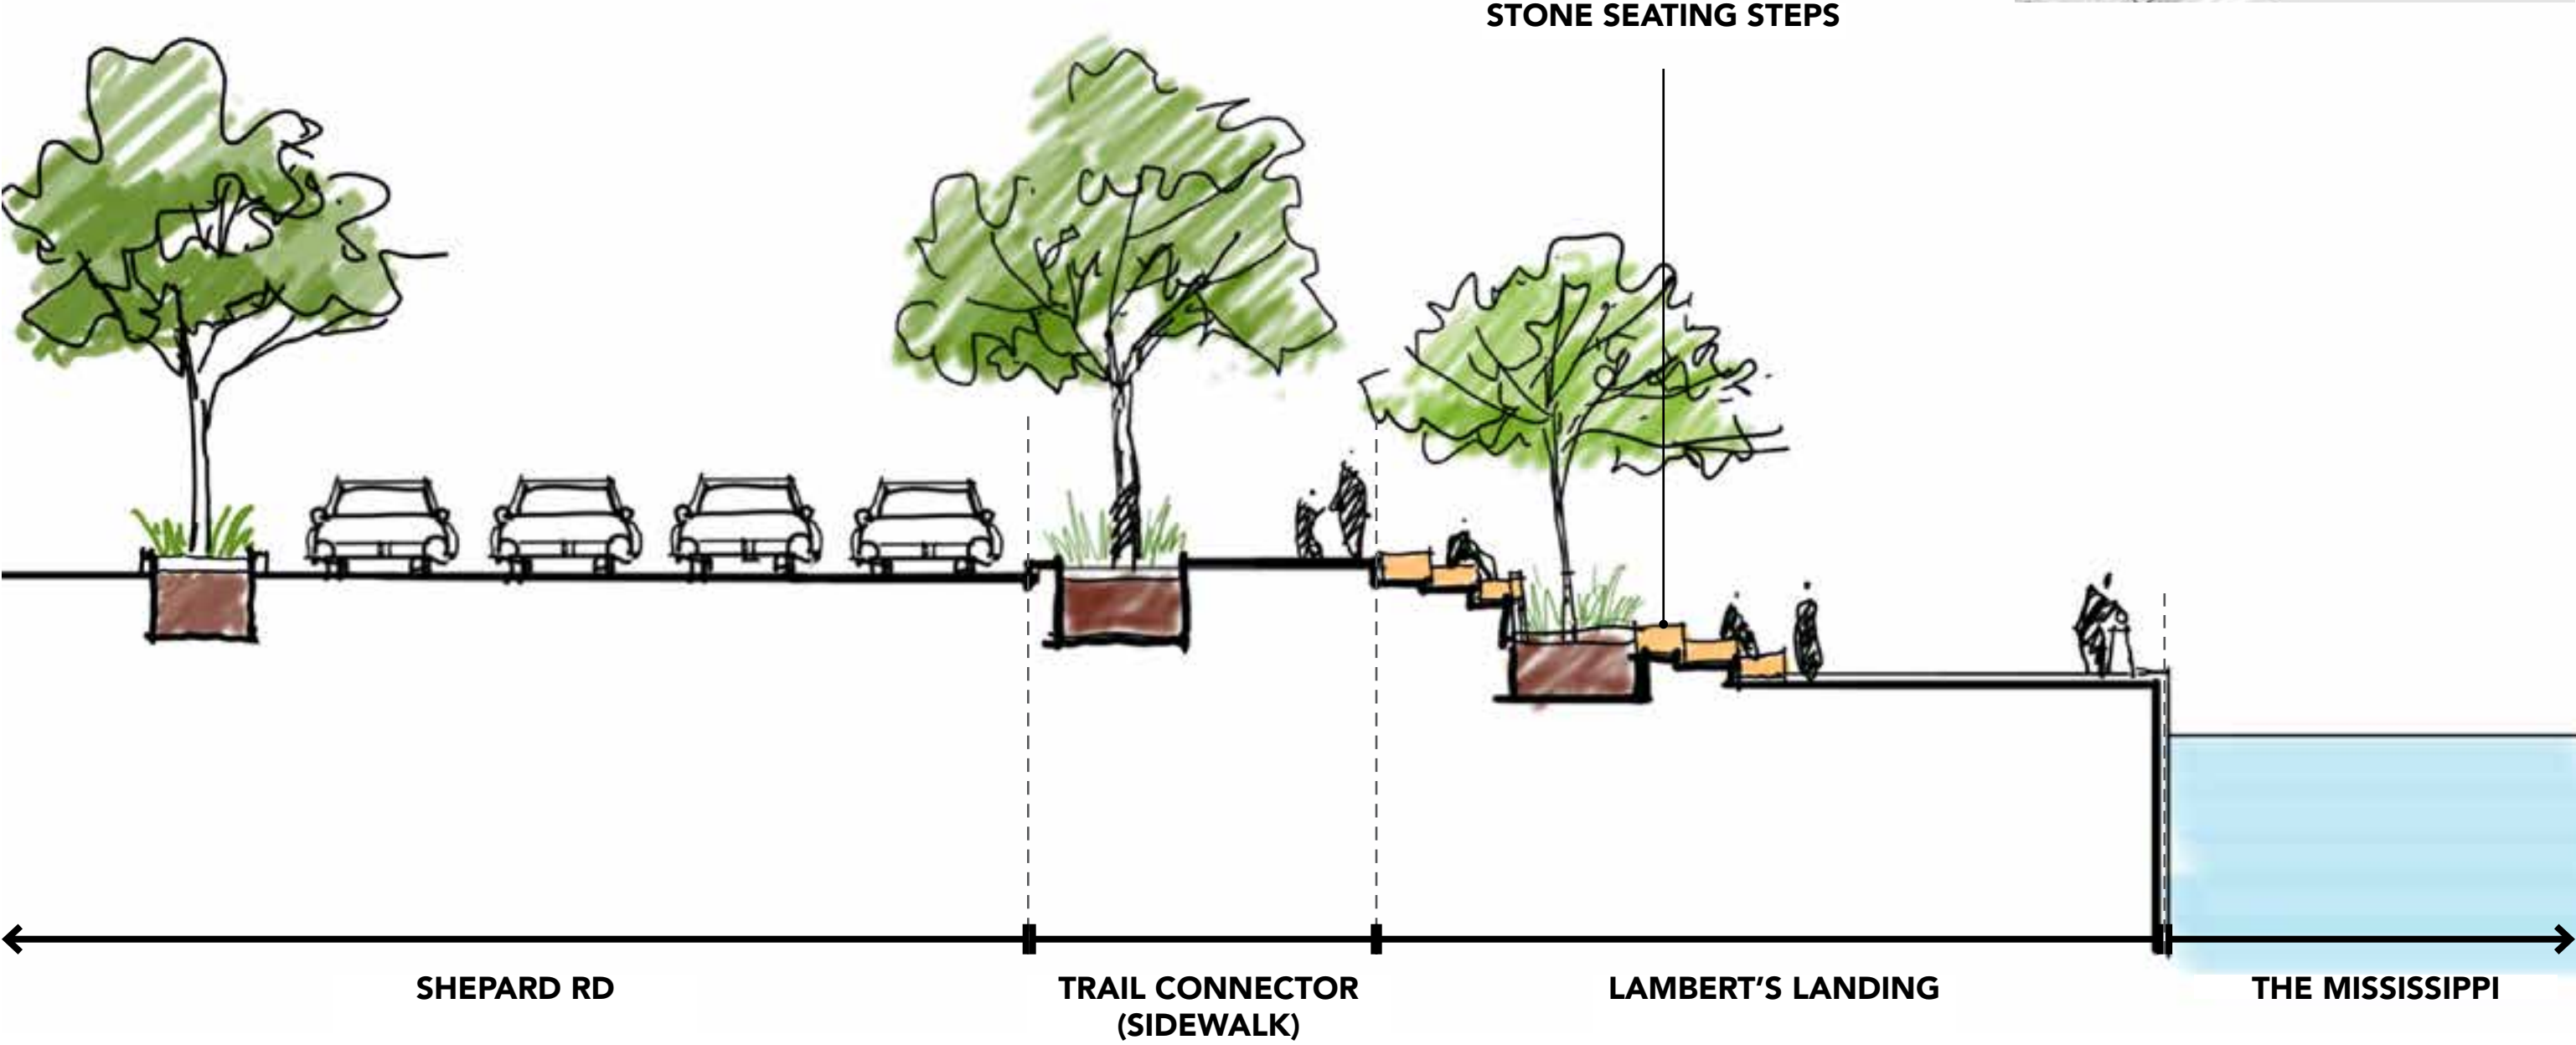 STONE SEATING STEPS
SHEPARD RD
TRAIL CONNECTOR
(SIDEWALK)
LAMBERT’S LANDING
THE MISSISSIPPI